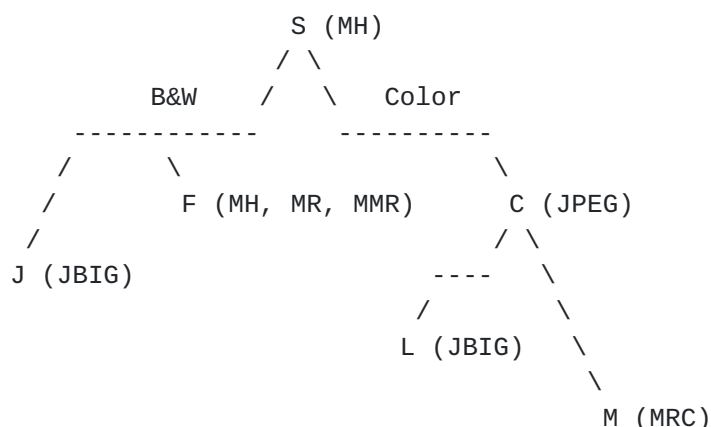 S (MH)
/ \
B&W / \ Color
------------ ----------
/ \ \
/ F (MH, MR, MMR) C (JPEG)
/ / \
J (JBIG) ---- \
/ \
L (JBIG) \
\
M (MRC)